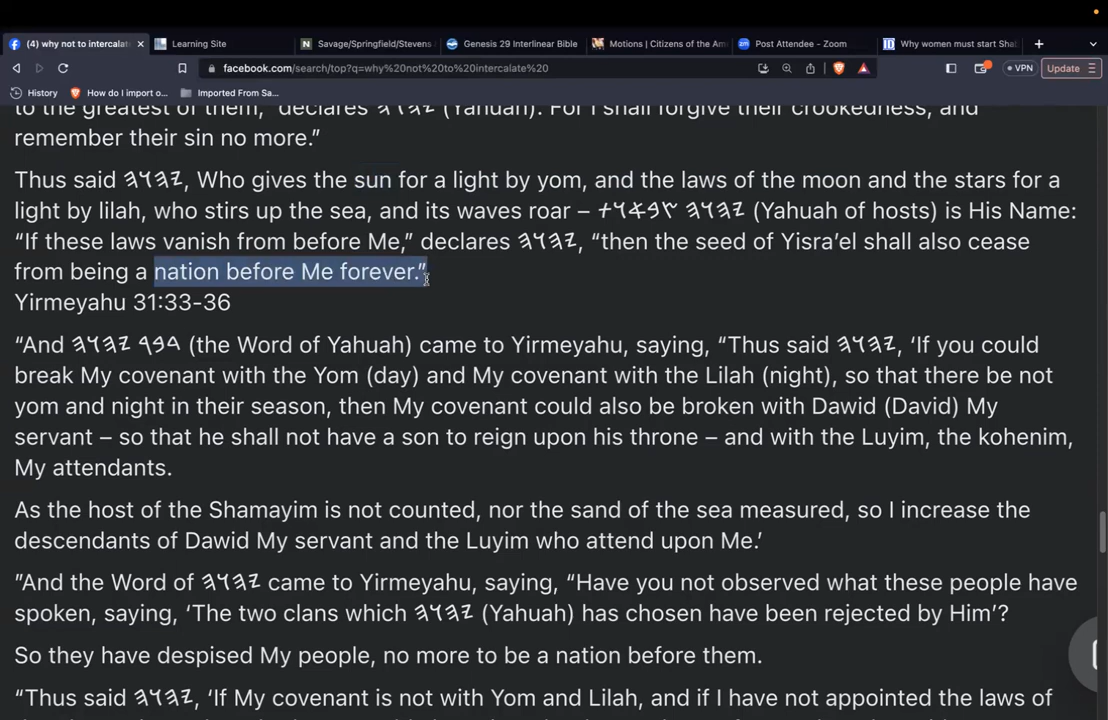 (4) why not to intercalate
Learning Site
Savage/Springfield/Stevens
Genesis 29 Interlinear Bible
Motions | Citizens of the Am
Post Attendee - Zoom
Why women must start Shab
facebook.com/search/top?q=why%20not%20to%20intercalate%20
VPN
Update
History
How do I import o...
Imported From Sa...
to the greatest of them,” declares 𐤉𐤄𐤅𐤄 (Yahuah). For I shall forgive their crookedness, and
remember their sin no more.”
Thus said 𐤉𐤄𐤅𐤄, Who gives the sun for a light by yom, and the laws of the moon and the stars for a
light by lilah, who stirs up the sea, and its waves roar – 𐤉𐤄𐤅𐤄 𐤑𐤁𐤀𐤅𐤕 (Yahuah of hosts) is His Name:
“If these laws vanish from before Me,” declares 𐤉𐤄𐤅𐤄, “then the seed of Yisra’el shall also cease
from being a nation before Me forever.”
Yirmeyahu 31:33-36
“And 𐤃𐤁𐤓 𐤉𐤄𐤅𐤄 (the Word of Yahuah) came to Yirmeyahu, saying, “Thus said 𐤉𐤄𐤅𐤄, ‘If you could
break My covenant with the Yom (day) and My covenant with the Lilah (night), so that there be not
yom and night in their season, then My covenant could also be broken with Dawid (David) My
servant – so that he shall not have a son to reign upon his throne – and with the Luyim, the kohenim,
My attendants.
As the host of the Shamayim is not counted, nor the sand of the sea measured, so I increase the
descendants of Dawid My servant and the Luyim who attend upon Me.’
”And the Word of 𐤉𐤄𐤅𐤄 came to Yirmeyahu, saying, “Have you not observed what these people have
spoken, saying, ‘The two clans which 𐤉𐤄𐤅𐤄 (Yahuah) has chosen have been rejected by Him’?
So they have despised My people, no more to be a nation before them.
“Thus said 𐤉𐤄𐤅𐤄, ‘If My covenant is not with Yom and Lilah, and if I have not appointed the laws of